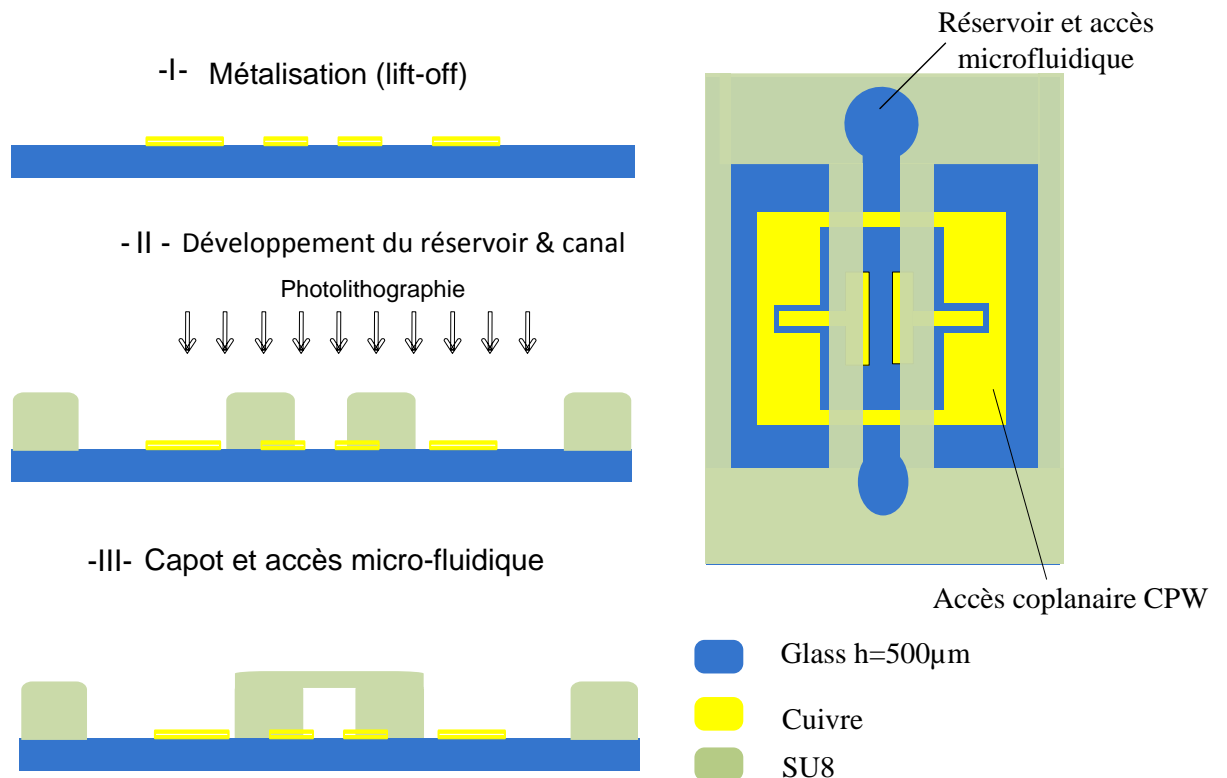 -I- Métalisation (lift-off)
- II - Développement du réservoir & canal
Photolithographie
-III- Capot et accès micro-fluidique
Réservoir et accès
microfluidique
Accès coplanaire CPW
Glass h=500µm
Cuivre
SU8